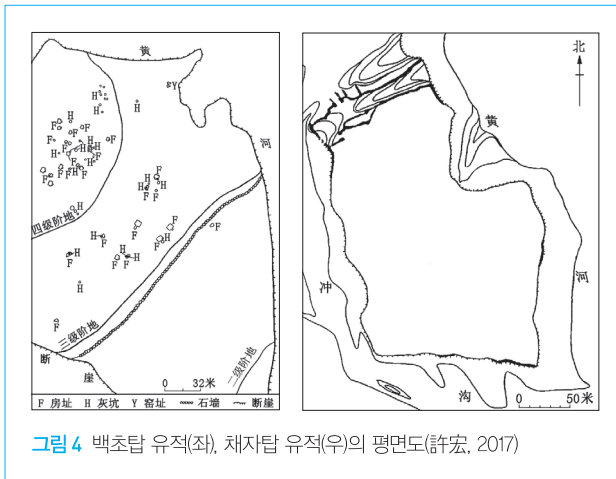 黄
河
F H Y
四级阶地
三级阶地
二级阶地
断
崖
0 32米
F 房址 H 灰坑 Y 窑址 石墙 断崖
北
黄
河
冲
沟
0 50米
그림 4 백초탑 유적(좌), 채자탑 유적(우)의 평면도(許宏, 2017)